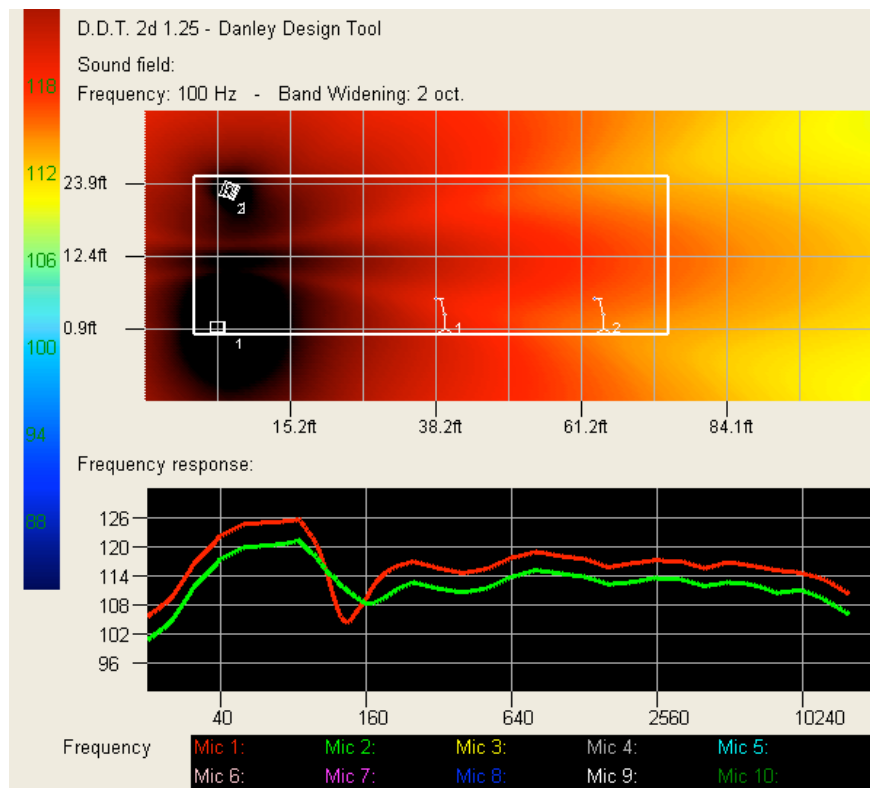 D.D.T. 2d 1.25 - Danley Design Tool
Sound field:
Frequency: 100 Hz - Band Widening: 2 oct.
118
112
106
100
94
88
23.9ft
12.4ft
0.9ft
1
1
2
15.2ft 38.2ft 61.2ft 84.1ft
Frequency response:
126
120
114
108
102
96
40 160 640 2560 10240
Frequency Mic 1: Mic 2: Mic 3: Mic 4: Mic 5:
Mic 6: Mic 7: Mic 8: Mic 9: Mic 10: